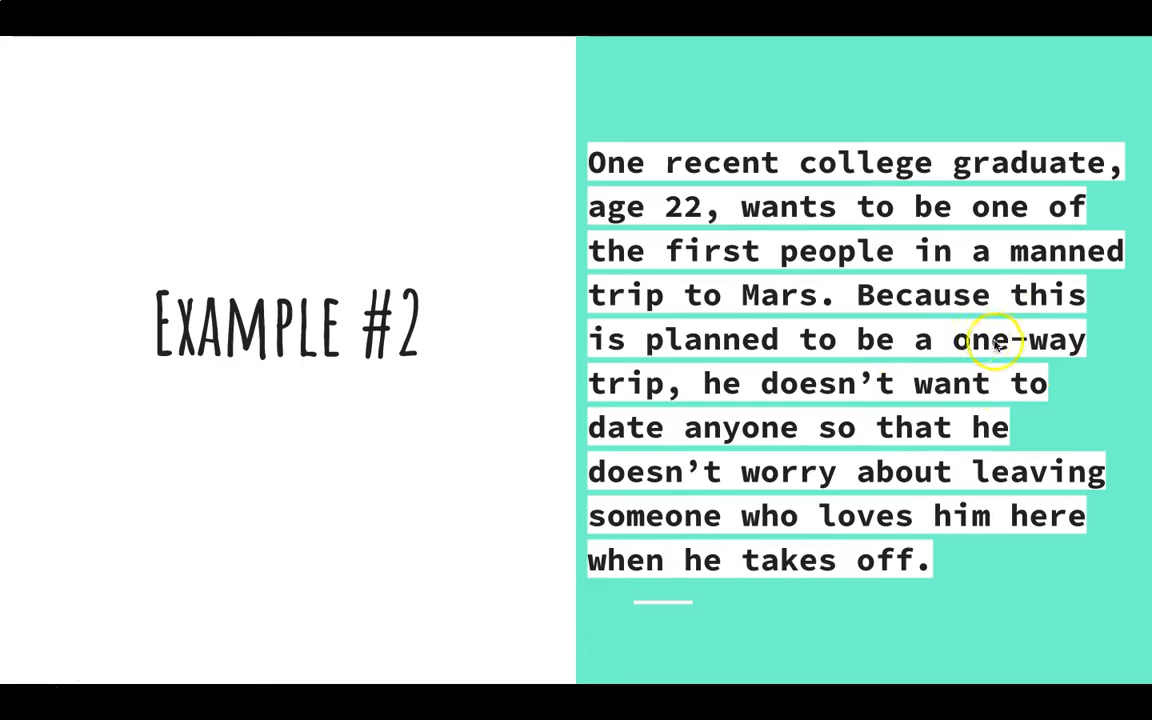 Example #2
One recent college graduate,
age 22, wants to be one of
the first people in a manned
trip to Mars. Because this
is planned to be a one-way
trip, he doesn’t want to
date anyone so that he
doesn’t worry about leaving
someone who loves him here
when he takes off.